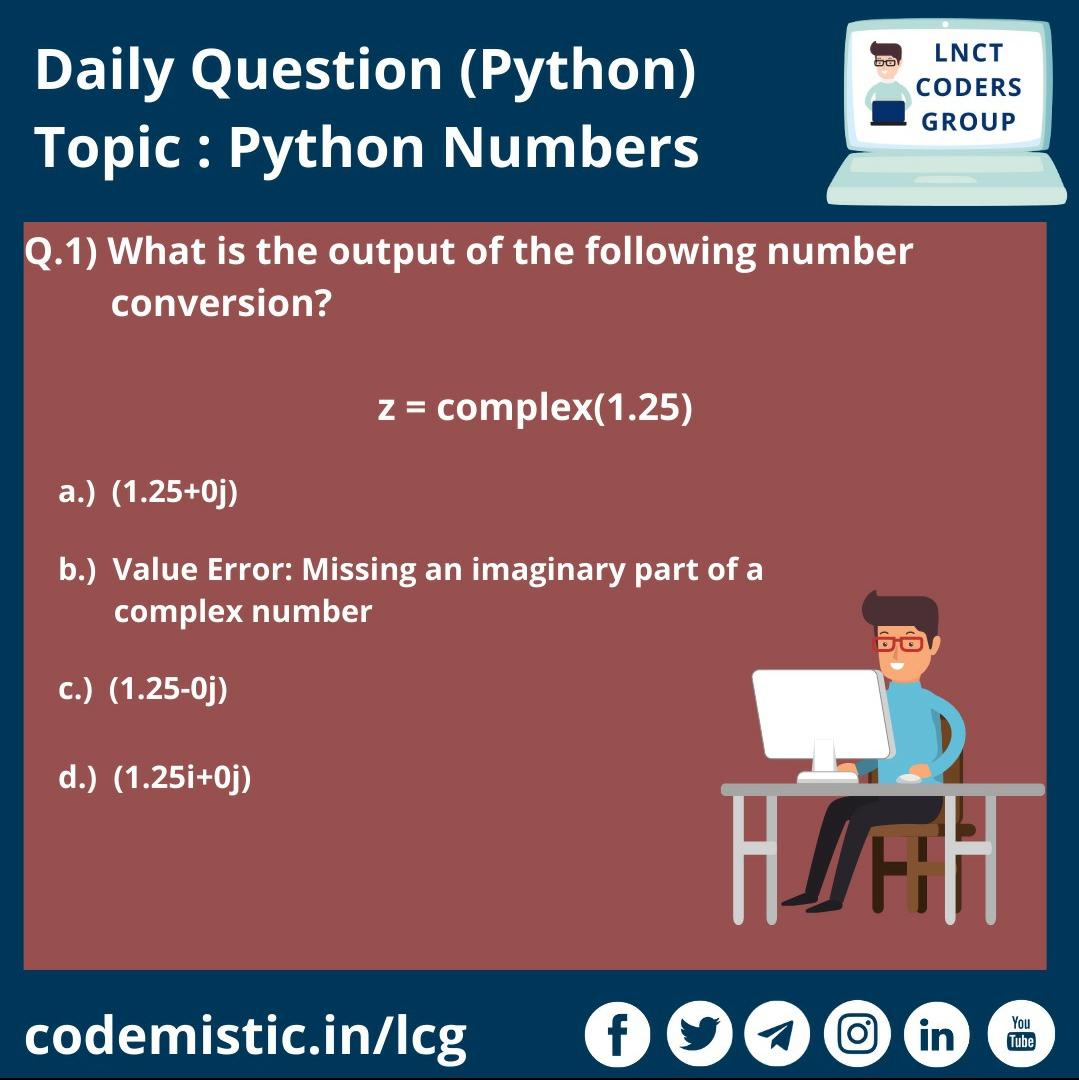 Daily Question (Python)
Topic : Python Numbers
LNCT
CODERS
GROUP
Q.1) What is the output of the following number
conversion?
z = complex(1.25)
a.) (1.25+0j)
b.) Value Error: Missing an imaginary part of a
complex number
c.) (1.25-0j)
d.) (1.25i+0j)
codemistic.in/lcg
f
in
You
Tube